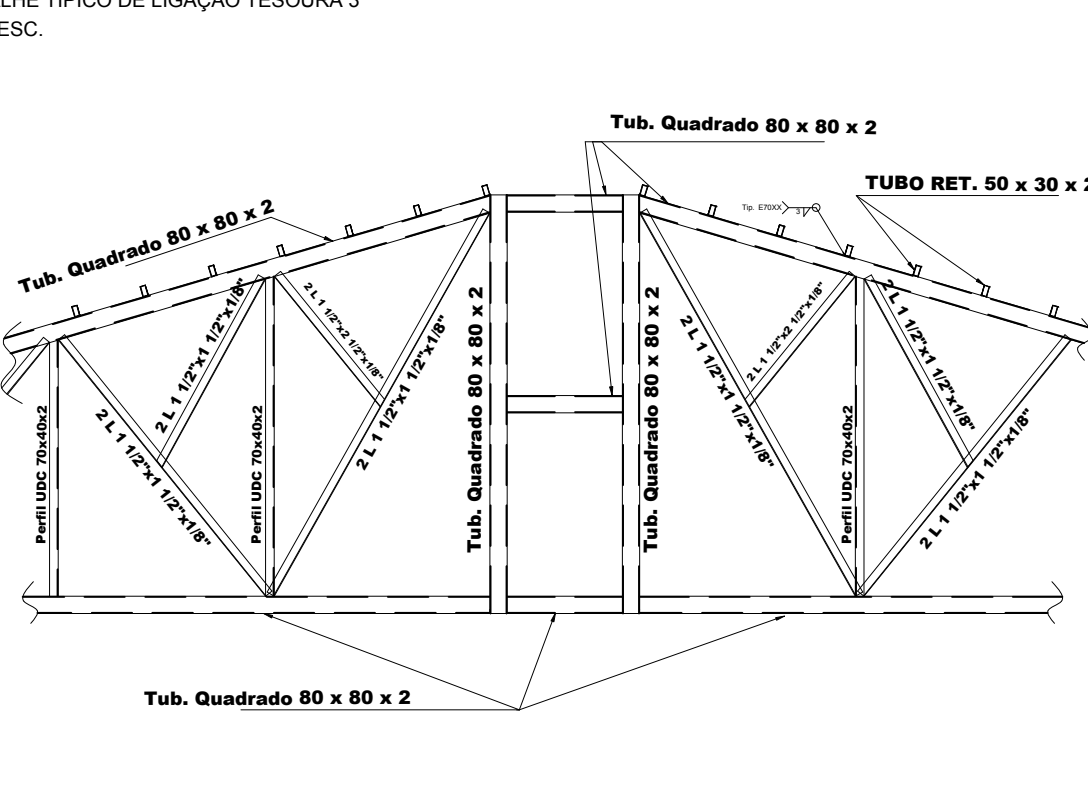 LHE TIPICO DE LIGAÇÃO TESOURA 3
ESC.
Tub. Quadrado 80 x 80 x 2
TUBO RET. 50 x 30 x 2
Tip. E70XX
3
Tub. Quadrado 80 x 80 x 2
2 L 1 1/2"x1 1/2"x1/8"
2 L 1 1/2"x2 1/2"x1/8"
2 L 1 1/2"x1 1/2"x1/8"
2 L 1 1/2"x1 1/2"x1/8"
Perfil UDC 70x40x2
Perfil UDC 70x40x2
Tub. Quadrado 80 x 80 x 2
Tub. Quadrado 80 x 80 x 2
2 L 1 1/2"x1 1/2"x1/8"
2 L 1 1/2"x2 1/2"x1/8"
2 L 1 1/2"x1 1/2"x1/8"
Perfil UDC 70x40x2
2 L 1 1/2"x1 1/2"x1/8"
Tub. Quadrado 80 x 80 x 2